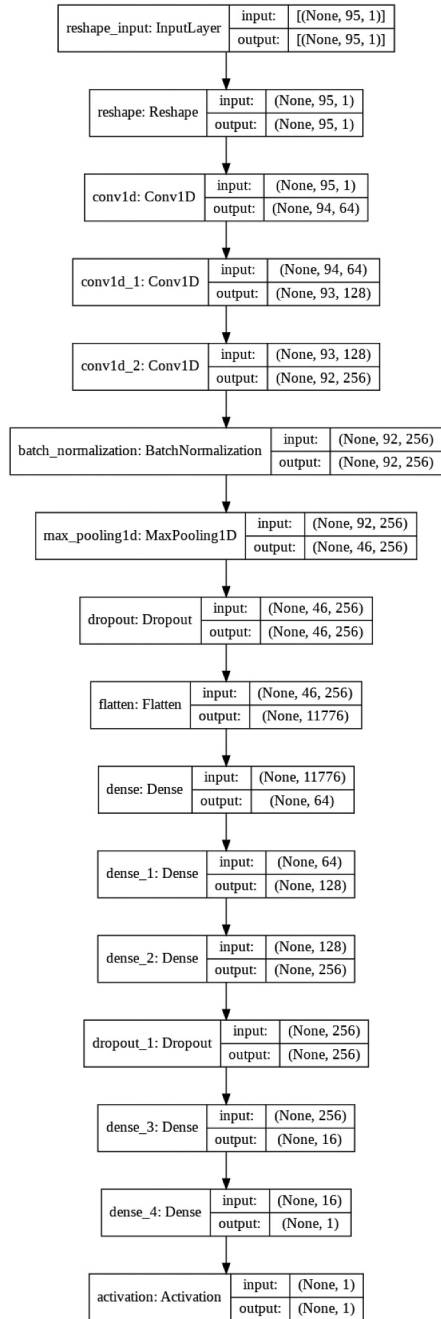 reshape_input: InputLayer
input: [(None, 95, 1)]
output: [(None, 95, 1)]
reshape: Reshape
input: (None, 95, 1)
output: (None, 95, 1)
conv1d: Conv1D
input: (None, 95, 1)
output: (None, 94, 64)
conv1d_1: Conv1D
input: (None, 94, 64)
output: (None, 93, 128)
conv1d_2: Conv1D
input: (None, 93, 128)
output: (None, 92, 256)
batch_normalization: BatchNormalization
input: (None, 92, 256)
output: (None, 92, 256)
max_pooling1d: MaxPooling1D
input: (None, 92, 256)
output: (None, 46, 256)
dropout: Dropout
input: (None, 46, 256)
output: (None, 46, 256)
flatten: Flatten
input: (None, 46, 256)
output: (None, 11776)
dense: Dense
input: (None, 11776)
output: (None, 64)
dense_1: Dense
input: (None, 64)
output: (None, 128)
dense_2: Dense
input: (None, 128)
output: (None, 256)
dropout_1: Dropout
input: (None, 256)
output: (None, 256)
dense_3: Dense
input: (None, 256)
output: (None, 16)
dense_4: Dense
input: (None, 16)
output: (None, 1)
activation: Activation
input: (None, 1)
output: (None, 1)